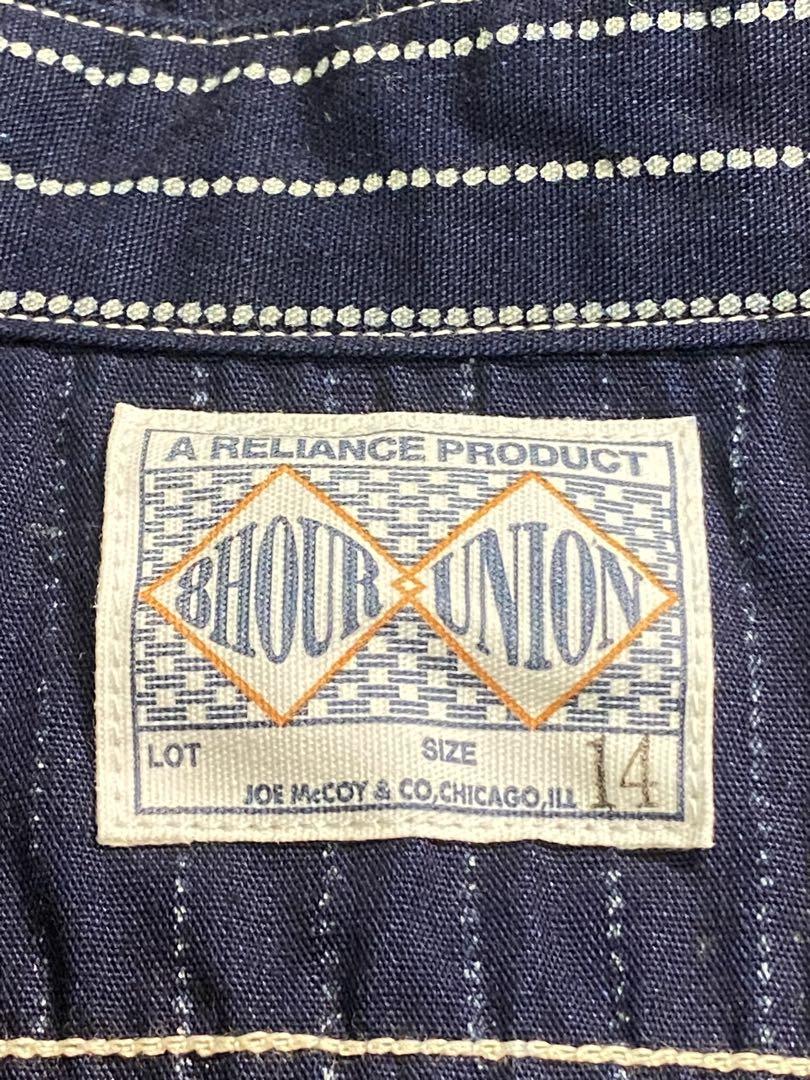 A RELIANCE PRODUCT
8HOUR UNION
LOT SIZE 14
JOE McCOY & CO,CHICAGO,ILL